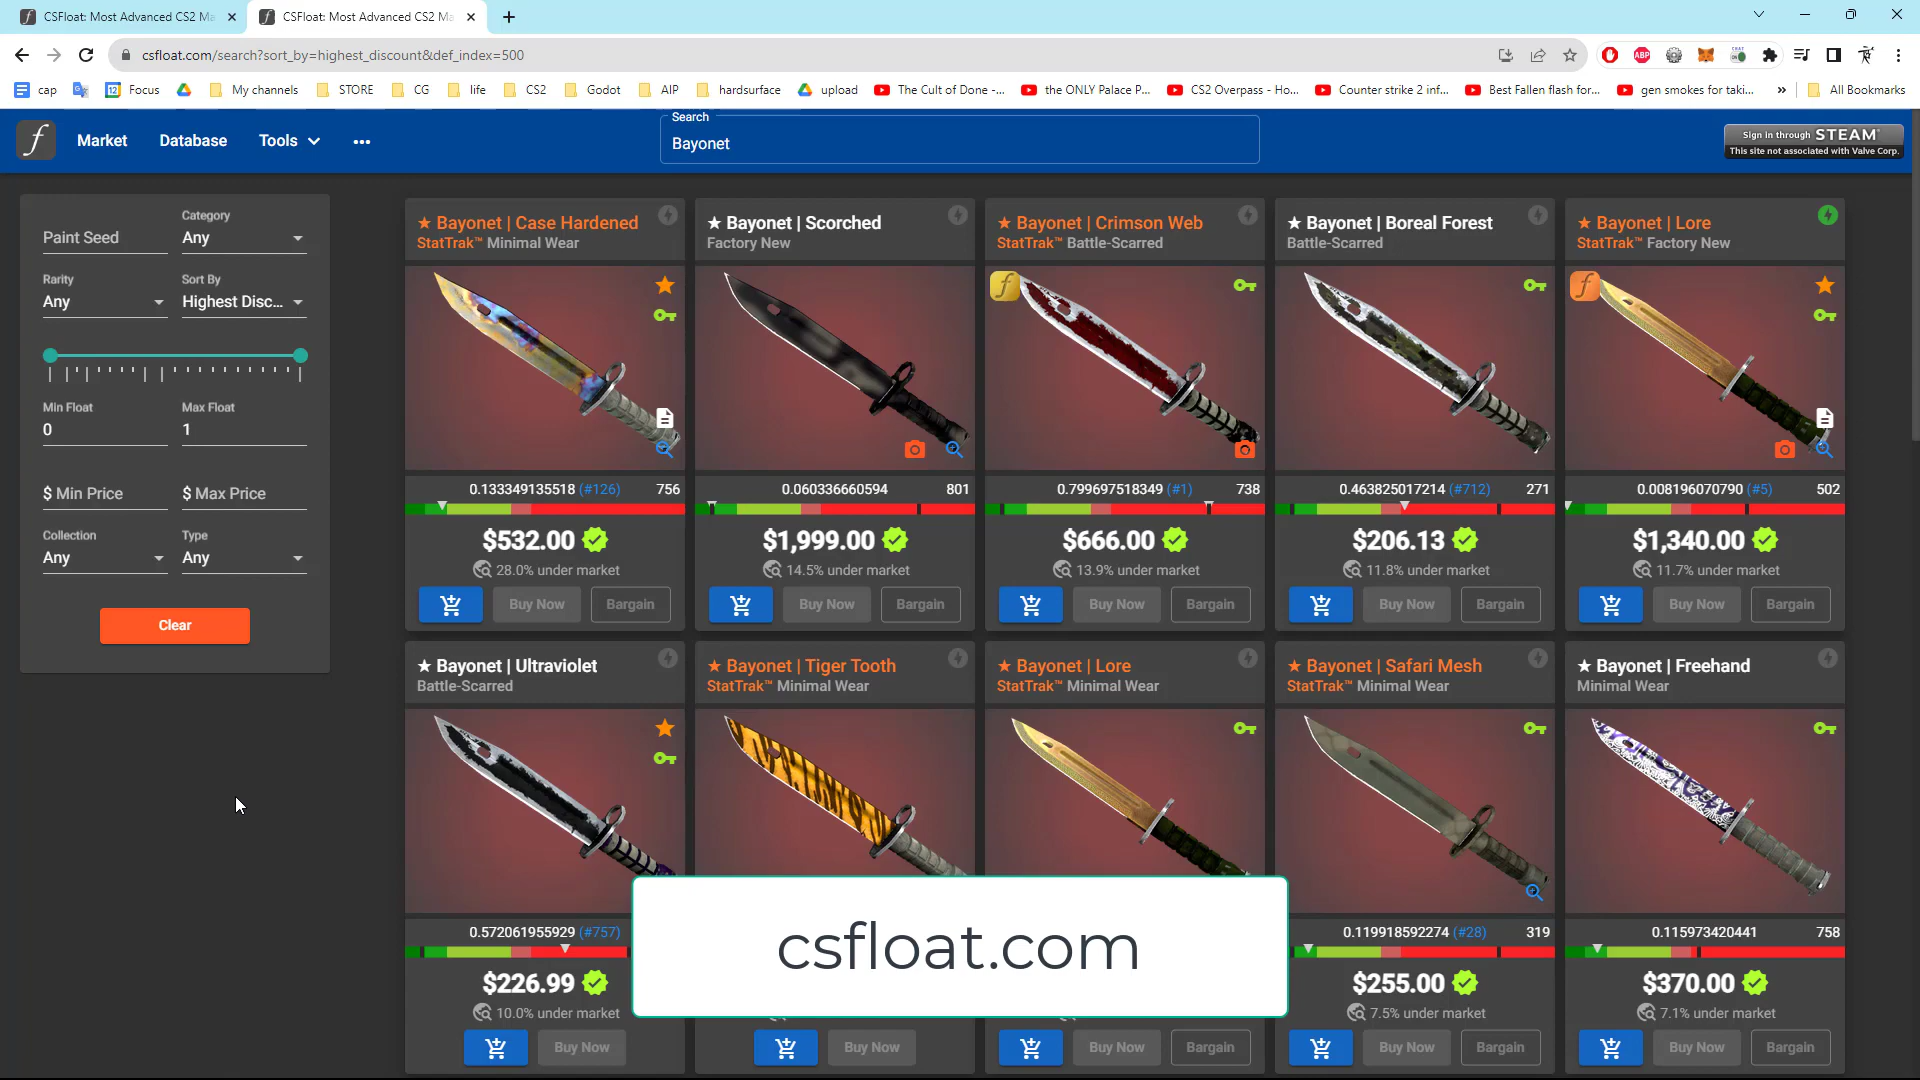 CSFloat: Most Advanced CS2 Ma
CSFloat: Most Advanced CS2 Ma
csfloat.com/search?sort_by=highest_discount&def_index=500
cap
Focus
My channels
STORE
CG
life
CS2
Godot
AIP
hardsurface
upload
The Cult of Done -...
the ONLY Palace P...
CS2 Overpass - Ho...
Counter strike 2 inf...
Best Fallen flash for...
gen smokes for taki...
All Bookmarks
Market
Database
Tools
Search
Bayonet
Sign in through STEAM
This site not associated with Valve Corp.
Paint Seed
Category
Any
Rarity
Any
Sort By
Highest Disc...
Min Float
0
Max Float
1
$ Min Price
$ Max Price
Collection
Any
Type
Any
Clear
★ Bayonet | Case Hardened
StatTrak™ Minimal Wear
0.133349135518 (#126) 756
$532.00
28.0% under market
Buy Now
Bargain
★ Bayonet | Scorched
Factory New
0.060336660594 801
$1,999.00
14.5% under market
Buy Now
Bargain
★ Bayonet | Crimson Web
StatTrak™ Battle-Scarred
0.799697518349 (#1) 738
$666.00
13.9% under market
Buy Now
Bargain
★ Bayonet | Boreal Forest
Battle-Scarred
0.463825017214 (#712) 271
$206.13
11.8% under market
Buy Now
Bargain
★ Bayonet | Lore
StatTrak™ Factory New
0.008196070790 (#5) 502
$1,340.00
11.7% under market
Buy Now
Bargain
★ Bayonet | Ultraviolet
Battle-Scarred
0.572061955929 (#757)
$226.99
10.0% under market
Buy Now
★ Bayonet | Tiger Tooth
StatTrak™ Minimal Wear
Buy Now
★ Bayonet | Lore
StatTrak™ Minimal Wear
Buy Now
Bargain
★ Bayonet | Safari Mesh
StatTrak™ Minimal Wear
0.119918592274 (#28) 319
$255.00
7.5% under market
Buy Now
Bargain
★ Bayonet | Freehand
Minimal Wear
0.115973420441 758
$370.00
7.1% under market
Buy Now
Bargain
csfloat.com